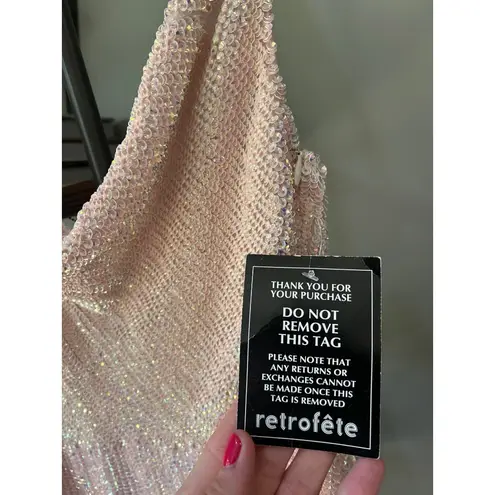 THANK YOU FOR
YOUR PURCHASE
DO NOT
REMOVE
THIS TAG
PLEASE NOTE THAT
ANY RETURNS OR
EXCHANGES CANNOT
BE MADE ONCE THIS
TAG IS REMOVED
retrofête